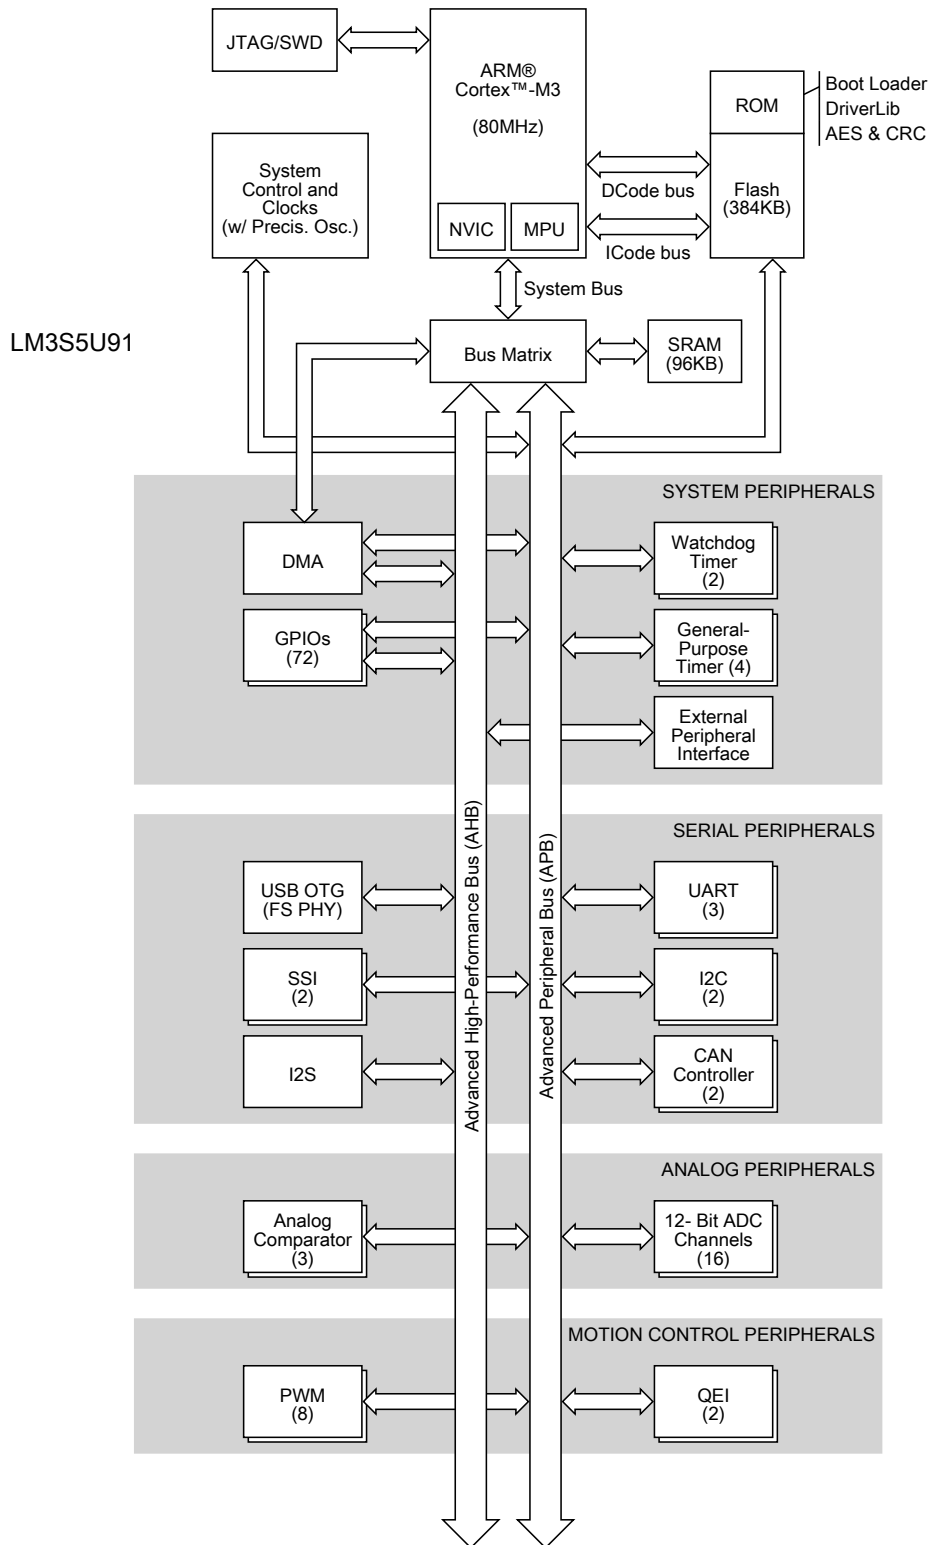 JTAG/SWD
ARM®
Cortex™-M3
(80MHz)
NVIC
MPU
ROM
Boot Loader
DriverLib
AES & CRC
Flash
(384KB)
DCode bus
ICode bus
System
Control and
Clocks
(w/ Precis. Osc.)
System Bus
LM3S5U91
Bus Matrix
SRAM
(96KB)
SYSTEM PERIPHERALS
DMA
Watchdog
Timer
(2)
GPIOs
(72)
General-
Purpose
Timer (4)
External
Peripheral
Interface
Advanced High-Performance Bus (AHB)
Advanced Peripheral Bus (APB)
SERIAL PERIPHERALS
USB OTG
(FS PHY)
UART
(3)
SSI
(2)
I2C
(2)
I2S
CAN
Controller
(2)
ANALOG PERIPHERALS
Analog
Comparator
(3)
12- Bit ADC
Channels
(16)
MOTION CONTROL PERIPHERALS
PWM
(8)
QEI
(2)